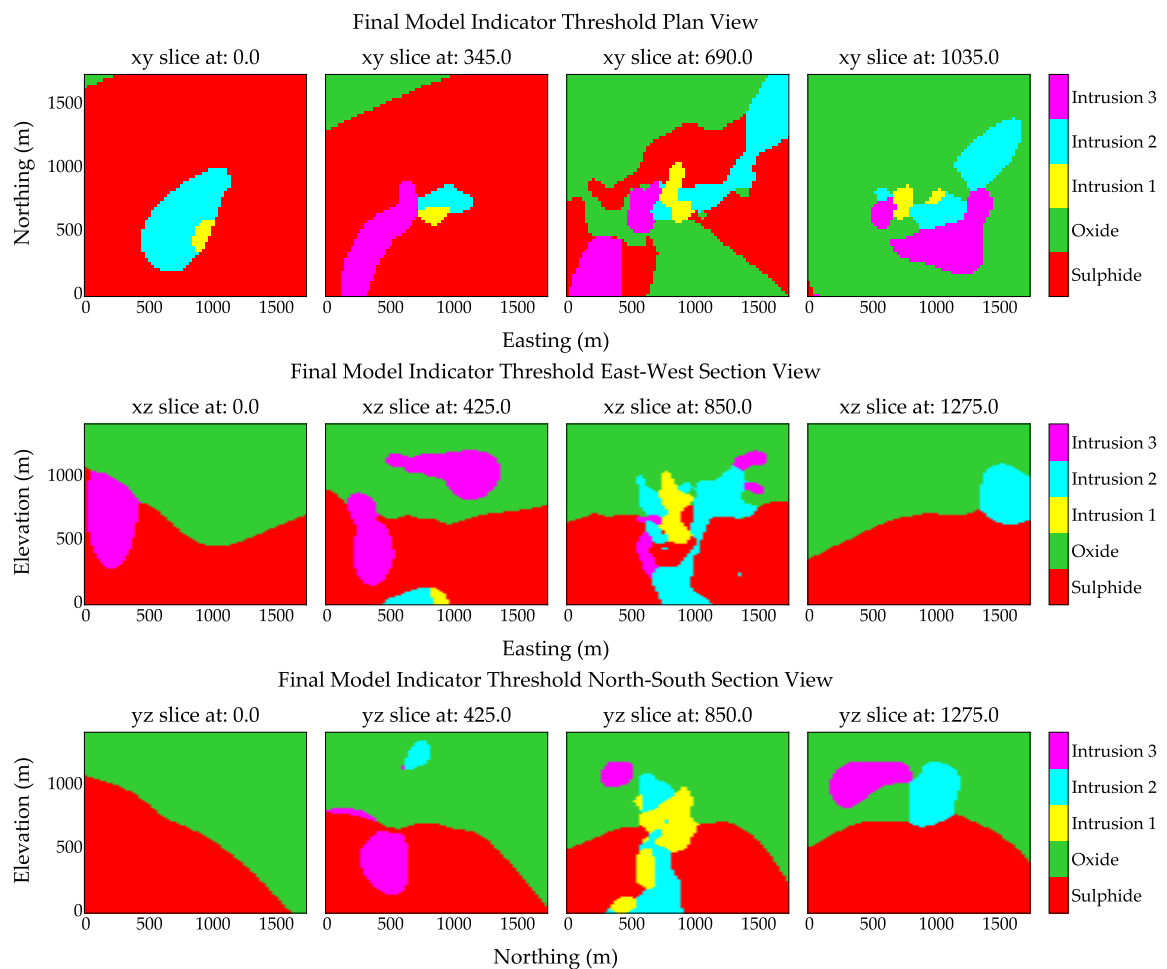 Final Model Indicator Threshold Plan View
xy slice at: 0.0 xy slice at: 345.0 xy slice at: 690.0 xy slice at: 1035.0
Northing (m)
1500
1000
500
0
0 500 1000 1500 0 500 1000 1500 0 500 1000 1500 0 500 1000 1500
Easting (m)
Intrusion 3
Intrusion 2
Intrusion 1
Oxide
Sulphide
Final Model Indicator Threshold East-West Section View
xz slice at: 0.0 xz slice at: 425.0 xz slice at: 850.0 xz slice at: 1275.0
Elevation (m)
1000
500
0
0 500 1000 1500 0 500 1000 1500 0 500 1000 1500 0 500 1000 1500
Easting (m)
Intrusion 3
Intrusion 2
Intrusion 1
Oxide
Sulphide
Final Model Indicator Threshold North-South Section View
yz slice at: 0.0 yz slice at: 425.0 yz slice at: 850.0 yz slice at: 1275.0
Elevation (m)
1000
500
0
0 500 1000 1500 0 500 1000 1500 0 500 1000 1500 0 500 1000 1500
Northing (m)
Intrusion 3
Intrusion 2
Intrusion 1
Oxide
Sulphide